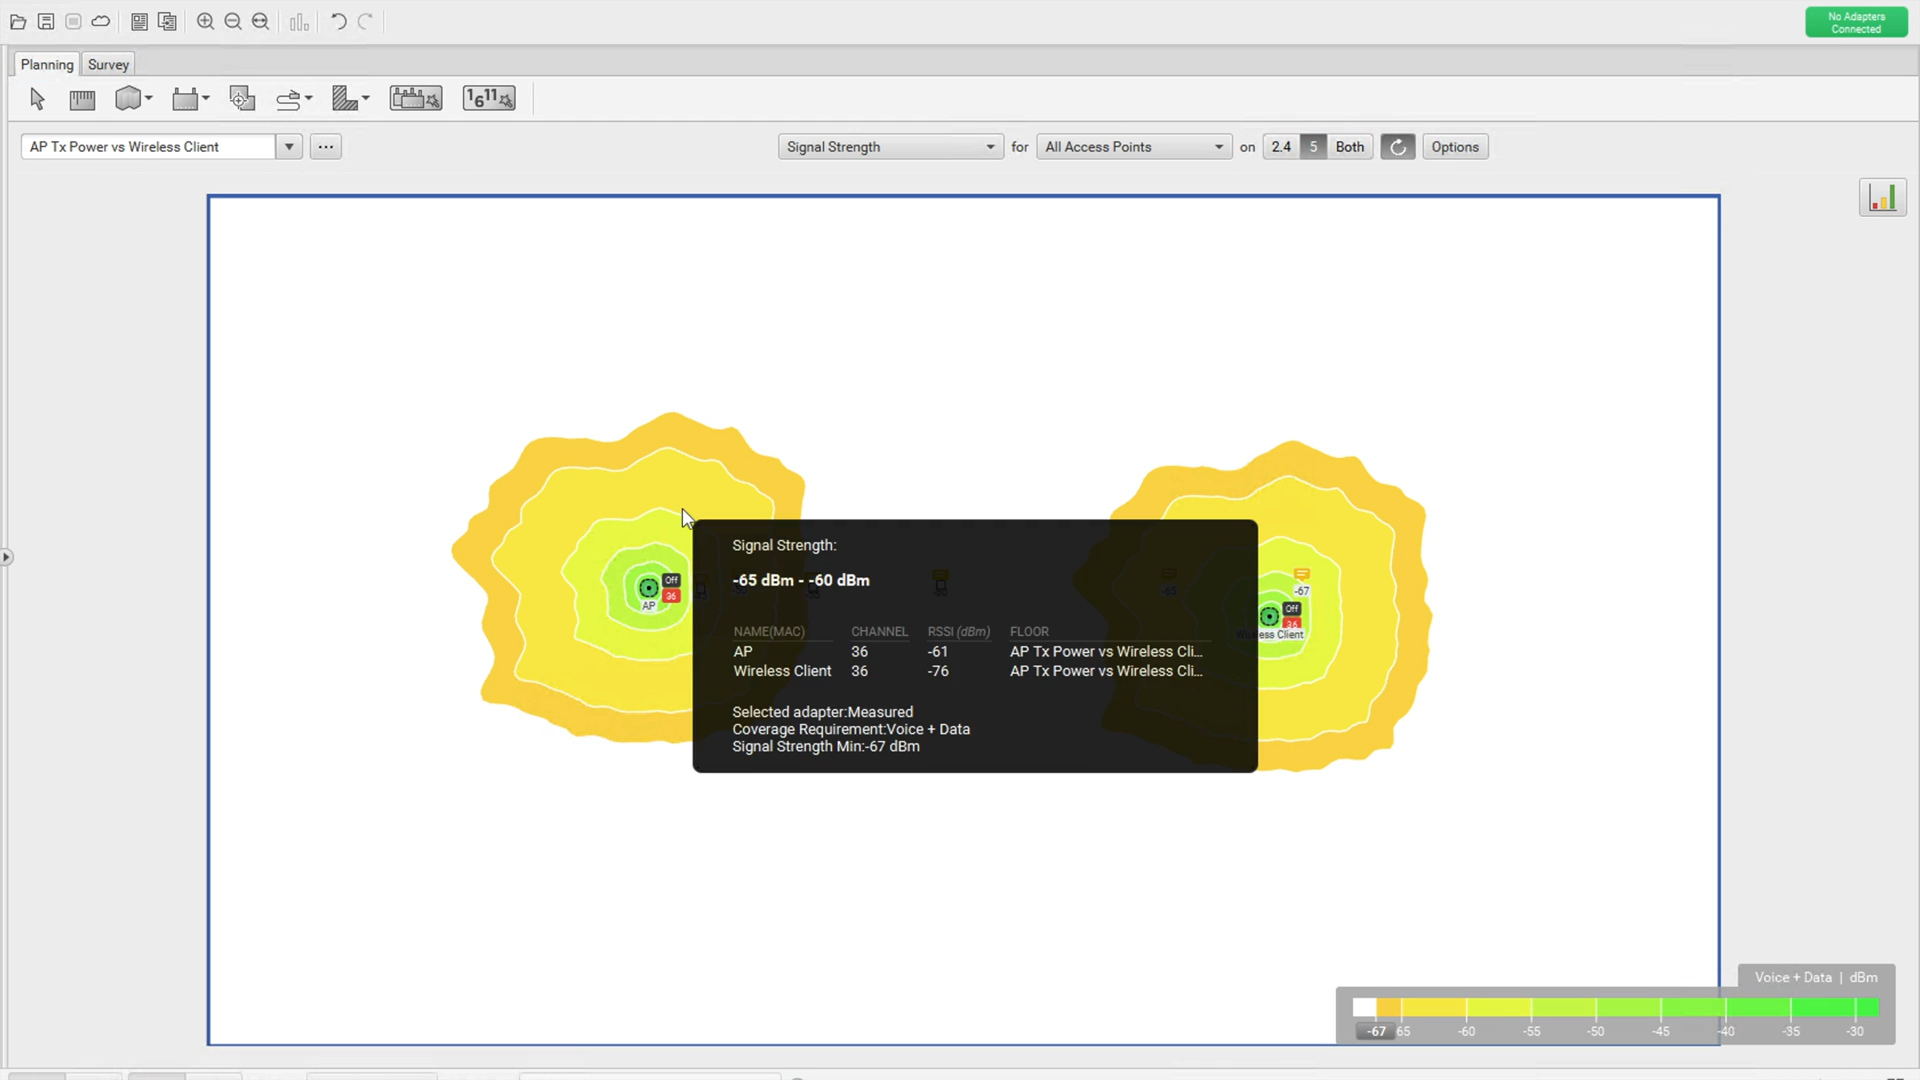 No Adapters
Connected
Planning
Survey
1611
AP Tx Power vs Wireless Client
...
Signal Strength
for
All Access Points
on
2.4
5
Both
Options
Signal Strength:
-65 dBm - -60 dBm
NAME(MAC) CHANNEL RSSI (dBm) FLOOR
AP 36 -61 AP Tx Power vs Wireless Cli...
Wireless Client 36 -76 AP Tx Power vs Wireless Cli...
Selected adapter:Measured
Coverage Requirement:Voice + Data
Signal Strength Min:-67 dBm
Off
36
AP
-65
-67
Off
36
Wireless Client
Voice + Data | dBm
-67 65 -60 -55 -50 -45 -40 -35 -30